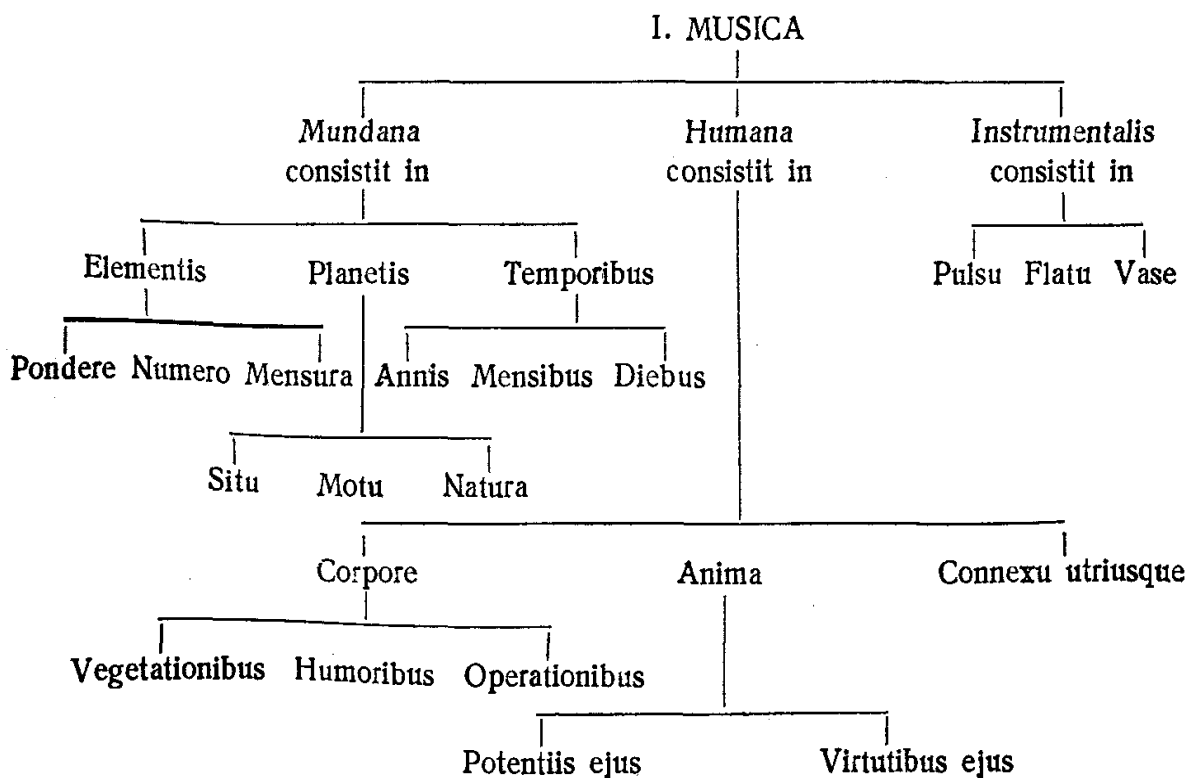 I. MUSICA
Mundana Humana Instrumentalis
consistit in consistit in consistit in
Elementis Planetis Temporibus Pulsu Flatu Vase
Pondere Numero Mensura Annis Mensibus Diebus
Situ Motu Natura
Corpore Anima Connexu utriusque
Vegetationibus Humoribus Operationibus
Potentiis ejus Virtutibus ejus